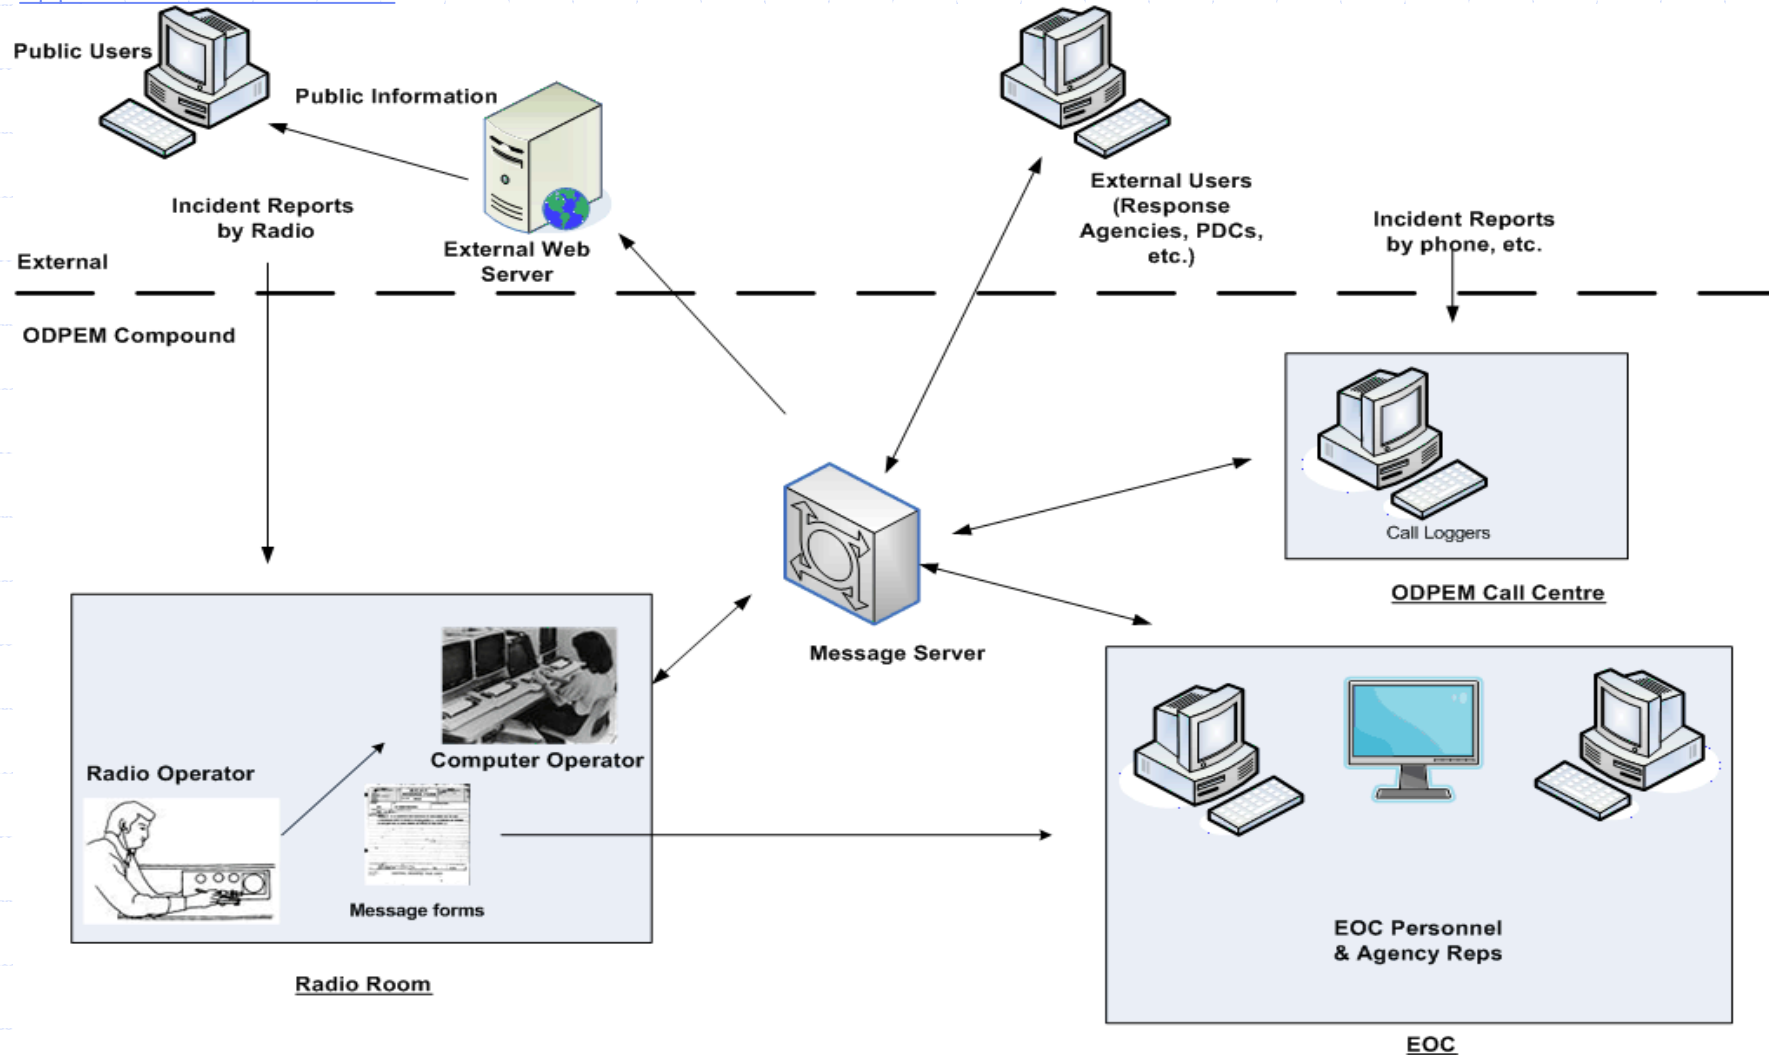 Public Users
Public Information
External Users
(Response
Agencies, PDCs,
etc.)
Incident Reports
by Radio
External Web
Server
Incident Reports
by phone, etc.
External
ODPEM Compound
Call Loggers
ODPEM Call Centre
Message Server
Computer Operator
Radio Operator
Message forms
Radio Room
EOC Personnel
& Agency Reps
EOC